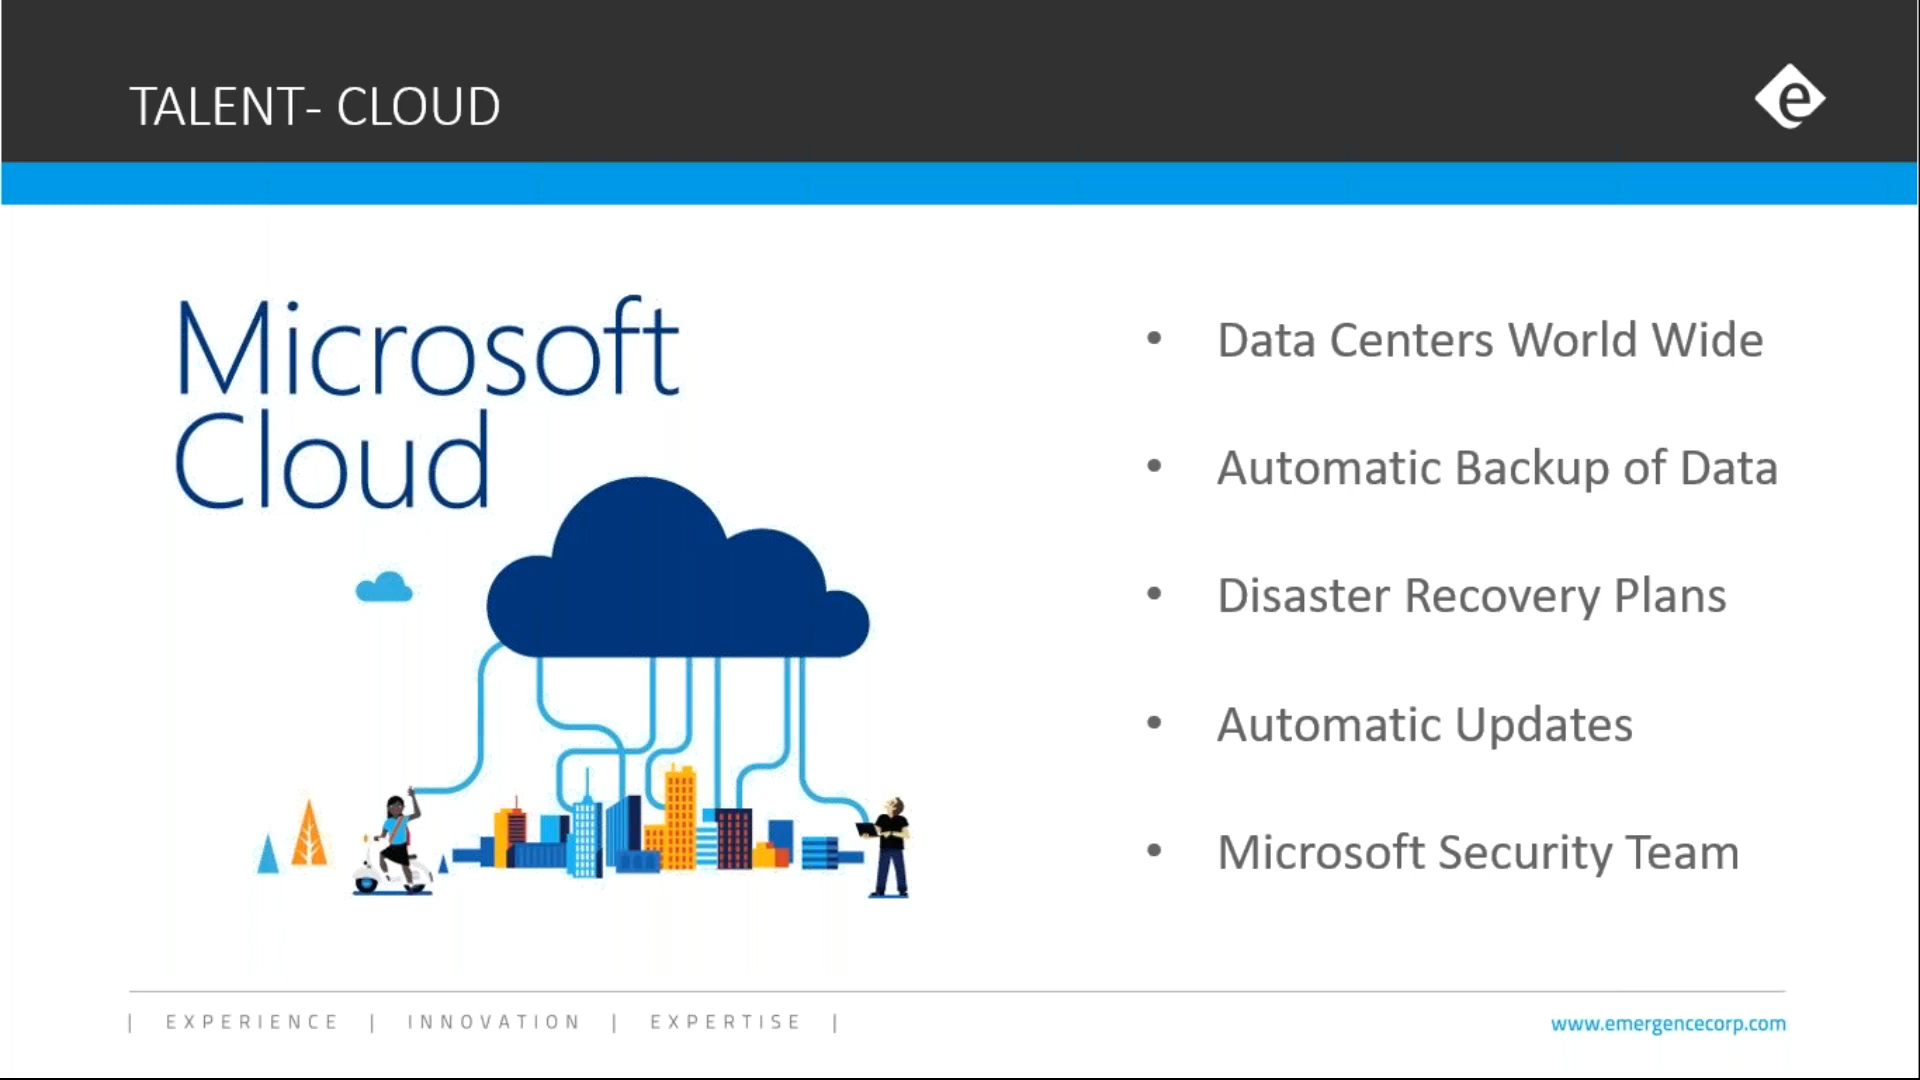 TALENT- CLOUD
e
Microsoft
Cloud
• Data Centers World Wide
• Automatic Backup of Data
• Disaster Recovery Plans
• Automatic Updates
• Microsoft Security Team
| EXPERIENCE | INNOVATION | EXPERTISE |
www.emergencecorp.com